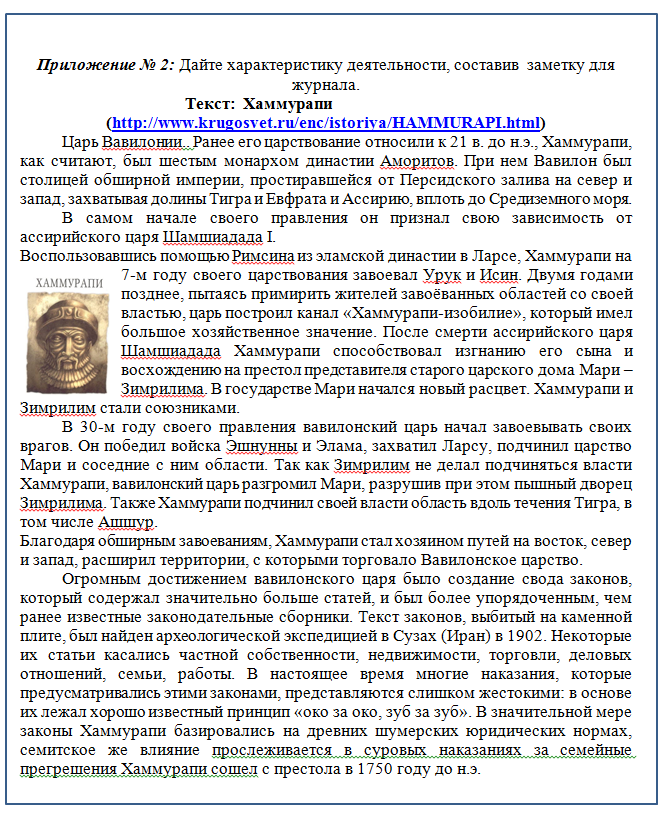 Приложение № 2: Дайте характеристику деятельности, составив заметку для
журнала.
Текст: Хаммурапи
(http://www.krugosvet.ru/enc/istoriya/HAMMURAPI.html)
Царь Вавилонии.. Ранее его царствование относили к 21 в. до н.э., Хаммурапи,
как считают, был шестым монархом династии Аморитов. При нем Вавилон был
столицей обширной империи, простиравшейся от Персидского залива на север и
запад, захватывая долины Тигра и Евфрата и Ассирию, вплоть до Средиземного моря.
В самом начале своего правления он признал свою зависимость от
ассирийского царя Шамшиадада I.
Воспользовавшись помощью Римсина из эламской династии в Ларсе, Хаммурапи на
7-м году своего царствования завоевал Урук и Исин. Двумя годами
позднее, пытаясь примирить жителей завоёванных областей со своей
властью, царь построил канал «Хаммурапи-изобилие», который имел
большое хозяйственное значение. После смерти ассирийского царя
Шамшиадада Хаммурапи способствовал изгнанию его сына и
восхождению на престол представителя старого царского дома Мари –
Зимрилима. В государстве Мари начался новый расцвет. Хаммурапи и
Зимрилим стали союзниками.
ХАММУРАПИ
В 30-м году своего правления вавилонский царь начал завоевывать своих
врагов. Он победил войска Эшнунны и Элама, захватил Ларсу, подчинил царство
Мари и соседние с ним области. Так как Зимрилим не делал подчиняться власти
Хаммурапи, вавилонский царь разгромил Мари, разрушив при этом пышный дворец
Зимрилима. Также Хаммурапи подчинил своей власти область вдоль течения Тигра, в
том числе Ашшур.
Благодаря обширным завоеваниям, Хаммурапи стал хозяином путей на восток, север
и запад, расширил территории, с которыми торговало Вавилонское царство.
Огромным достижением вавилонского царя было создание свода законов,
который содержал значительно больше статей, и был более упорядоченным, чем
ранее известные законодательные сборники. Текст законов, выбитый на каменной
плите, был найден археологической экспедицией в Сузах (Иран) в 1902. Некоторые
их статьи касались частной собственности, недвижимости, торговли, деловых
отношений, семьи, работы. В настоящее время многие наказания, которые
предусматривались этими законами, представляются слишком жестокими: в основе
их лежал хорошо известный принцип «око за око, зуб за зуб». В значительной мере
законы Хаммурапи базировались на древних шумерских юридических нормах,
семитское же влияние прослеживается в суровых наказаниях за семейные
прегрешения Хаммурапи сошел с престола в 1750 году до н.э.